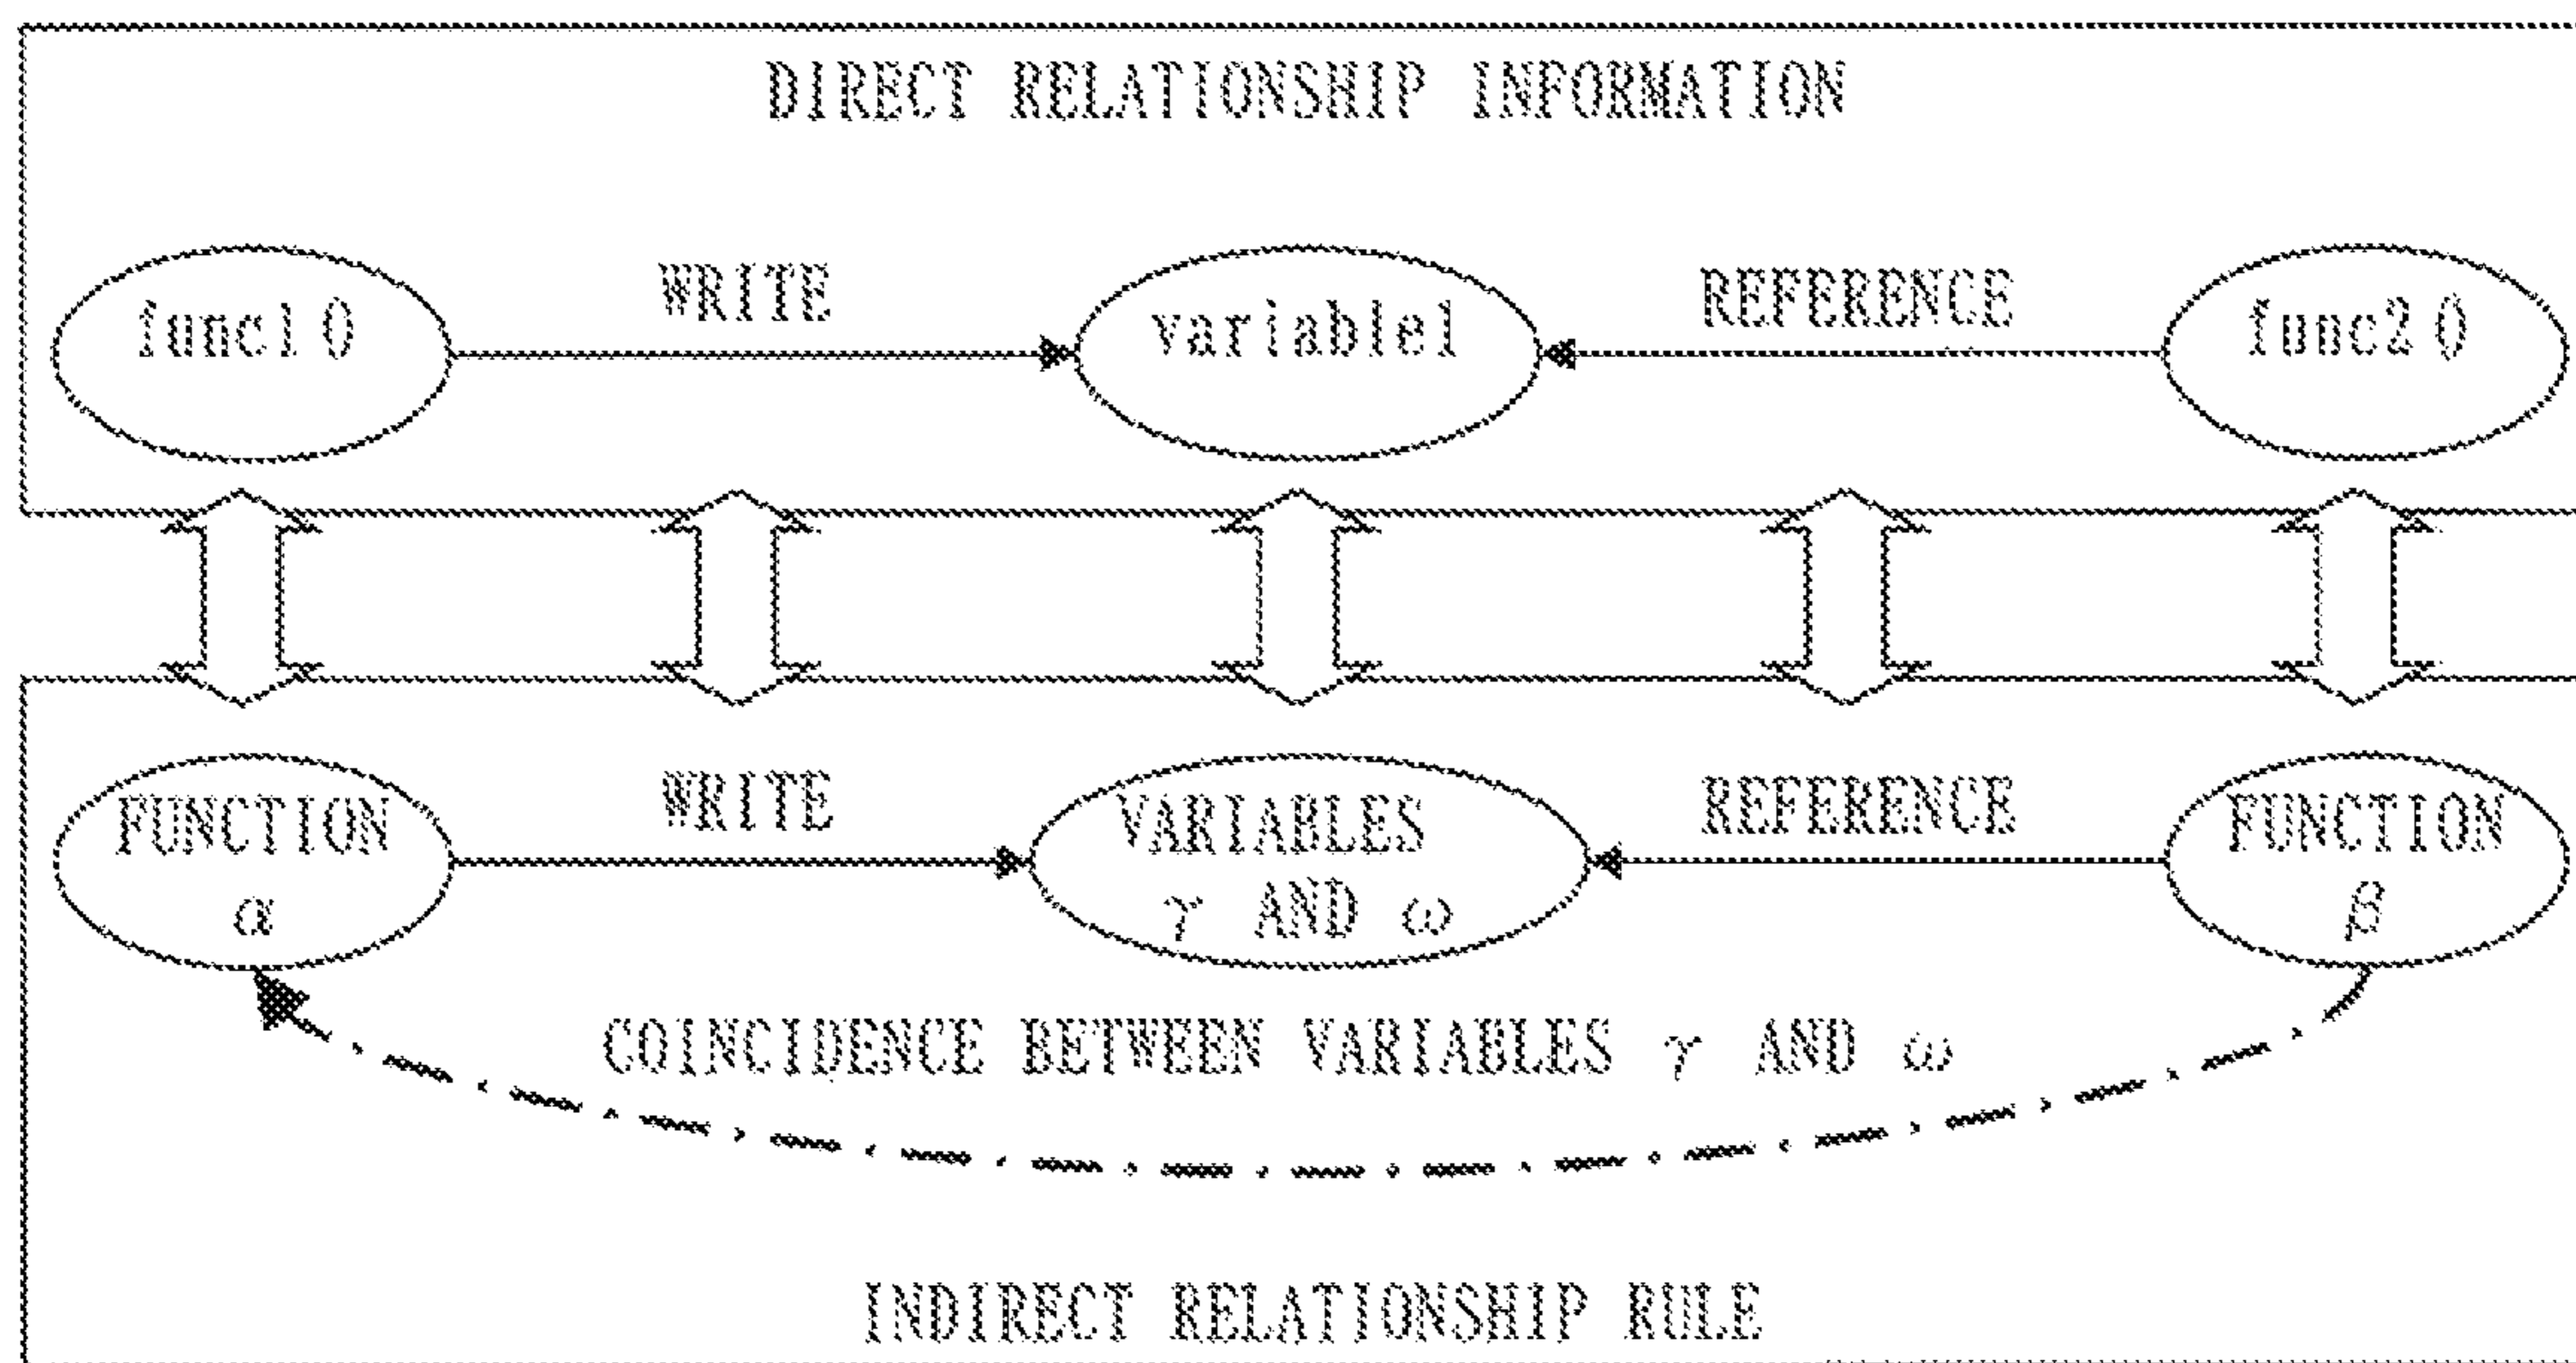 DIRECT RELATIONSHIP INFORMATION
func1 ()
WRITE
variable1
REFERENCE
func2 ()
FUNCTION
α
WRITE
VARIABLES
γ AND ω
REFERENCE
FUNCTION
β
COINCIDENCE BETWEEN VARIABLES γ AND ω
INDIRECT RELATIONSHIP RULE